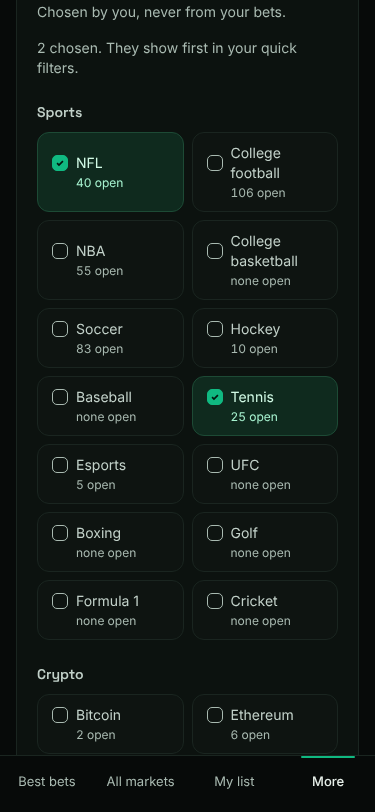 Chosen by you, never from your bets.
2 chosen. They show first in your quick
filters.
Sports
NFL
40 open
College
football
106 open
NBA
55 open
College
basketball
none open
Soccer
83 open
Hockey
10 open
Baseball
none open
Tennis
25 open
Esports
5 open
UFC
none open
Boxing
none open
Golf
none open
Formula 1
none open
Cricket
none open
Crypto
Bitcoin
2 open
Ethereum
6 open
Best bets
All markets
My list
More